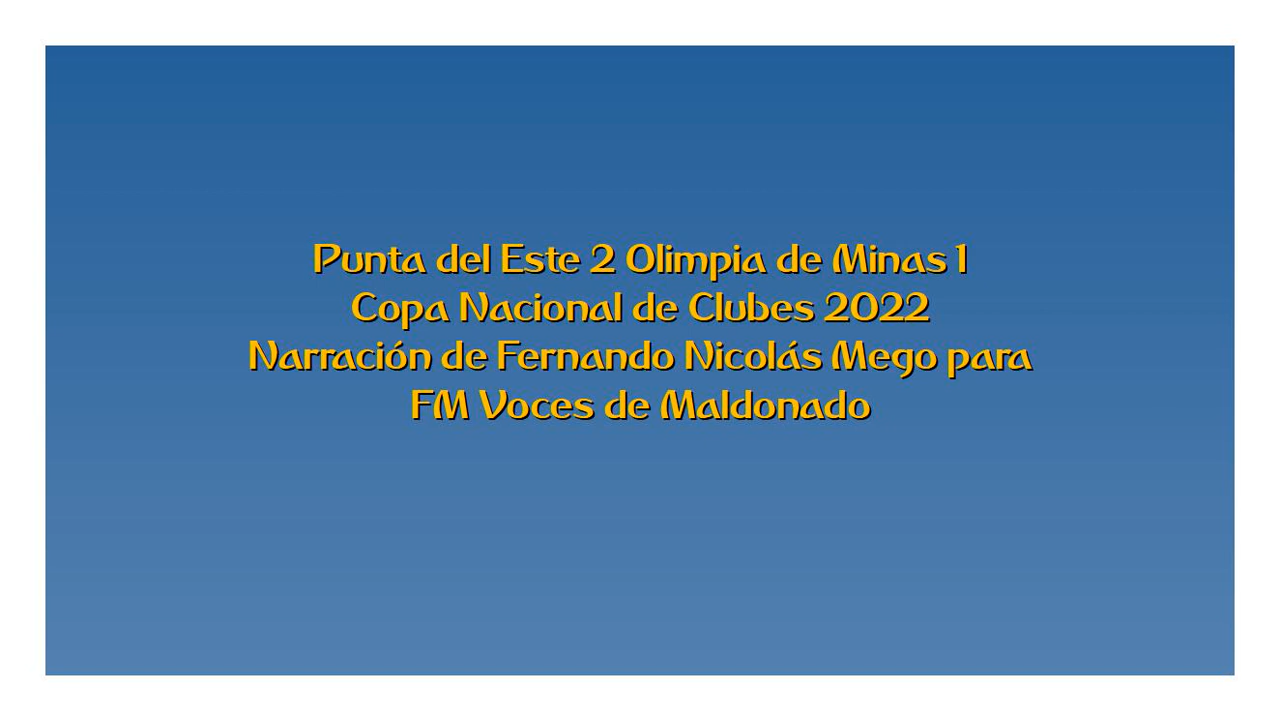 Punta del Este 2 Olimpia de Minas 1
Copa Nacional de Clubes 2022
Narración de Fernando Nicolás Mego para
FM Voces de Maldonado